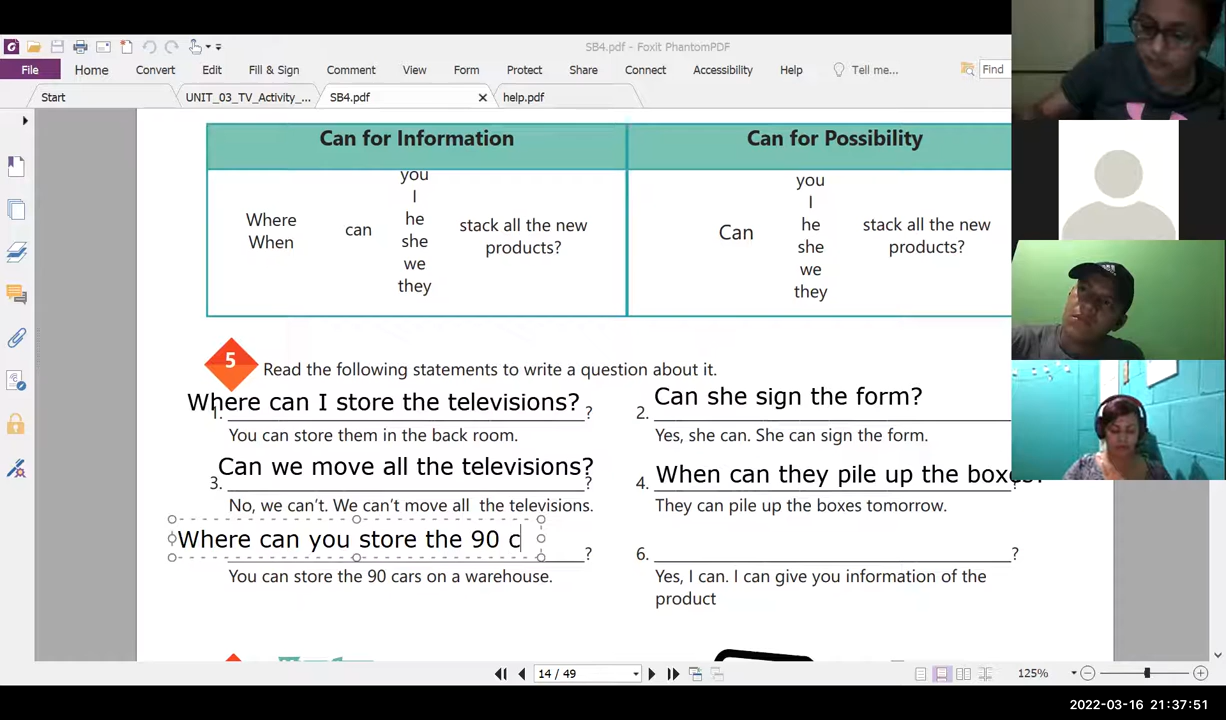 SB4.pdf - Foxit PhantomPDF
File Home Convert Edit Fill & Sign Comment View Form Protect Share Connect Accessibility Help Tell me... Find
Start UNIT_03_TV_Activity_... SB4.pdf help.pdf
Can for Information
Where
When
can
you
I
he
she
we
they
stack all the new
products?
Can for Possibility
Can
you
I
he
she
we
they
stack all the new
products?
5 Read the following statements to write a question about it.
Where can I store the televisions?
1. ?
You can store them in the back room.
Can she sign the form?
2.
Yes, she can. She can sign the form.
Can we move all the televisions?
3. ?
No, we can't. We can't move all the televisions.
When can they pile up the boxes?
4. ?
They can pile up the boxes tomorrow.
Where can you store the 90 c
?
You can store the 90 cars on a warehouse.
6. ?
Yes, I can. I can give you information of the
product
14 / 49
125%
2022-03-16 21:37:51